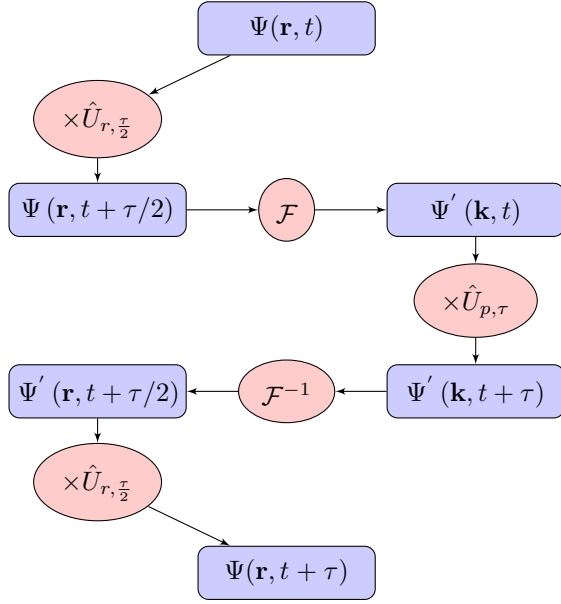 Ψ(𝐫, t)
×Û_{r, τ/2}
Ψ (𝐫, t + τ/2)
ℱ
Ψ′ (𝐤, t)
×Û_{p,τ}
Ψ′ (𝐫, t + τ/2)
ℱ⁻¹
Ψ′ (𝐤, t + τ)
×Û_{r, τ/2}
Ψ(𝐫, t + τ)